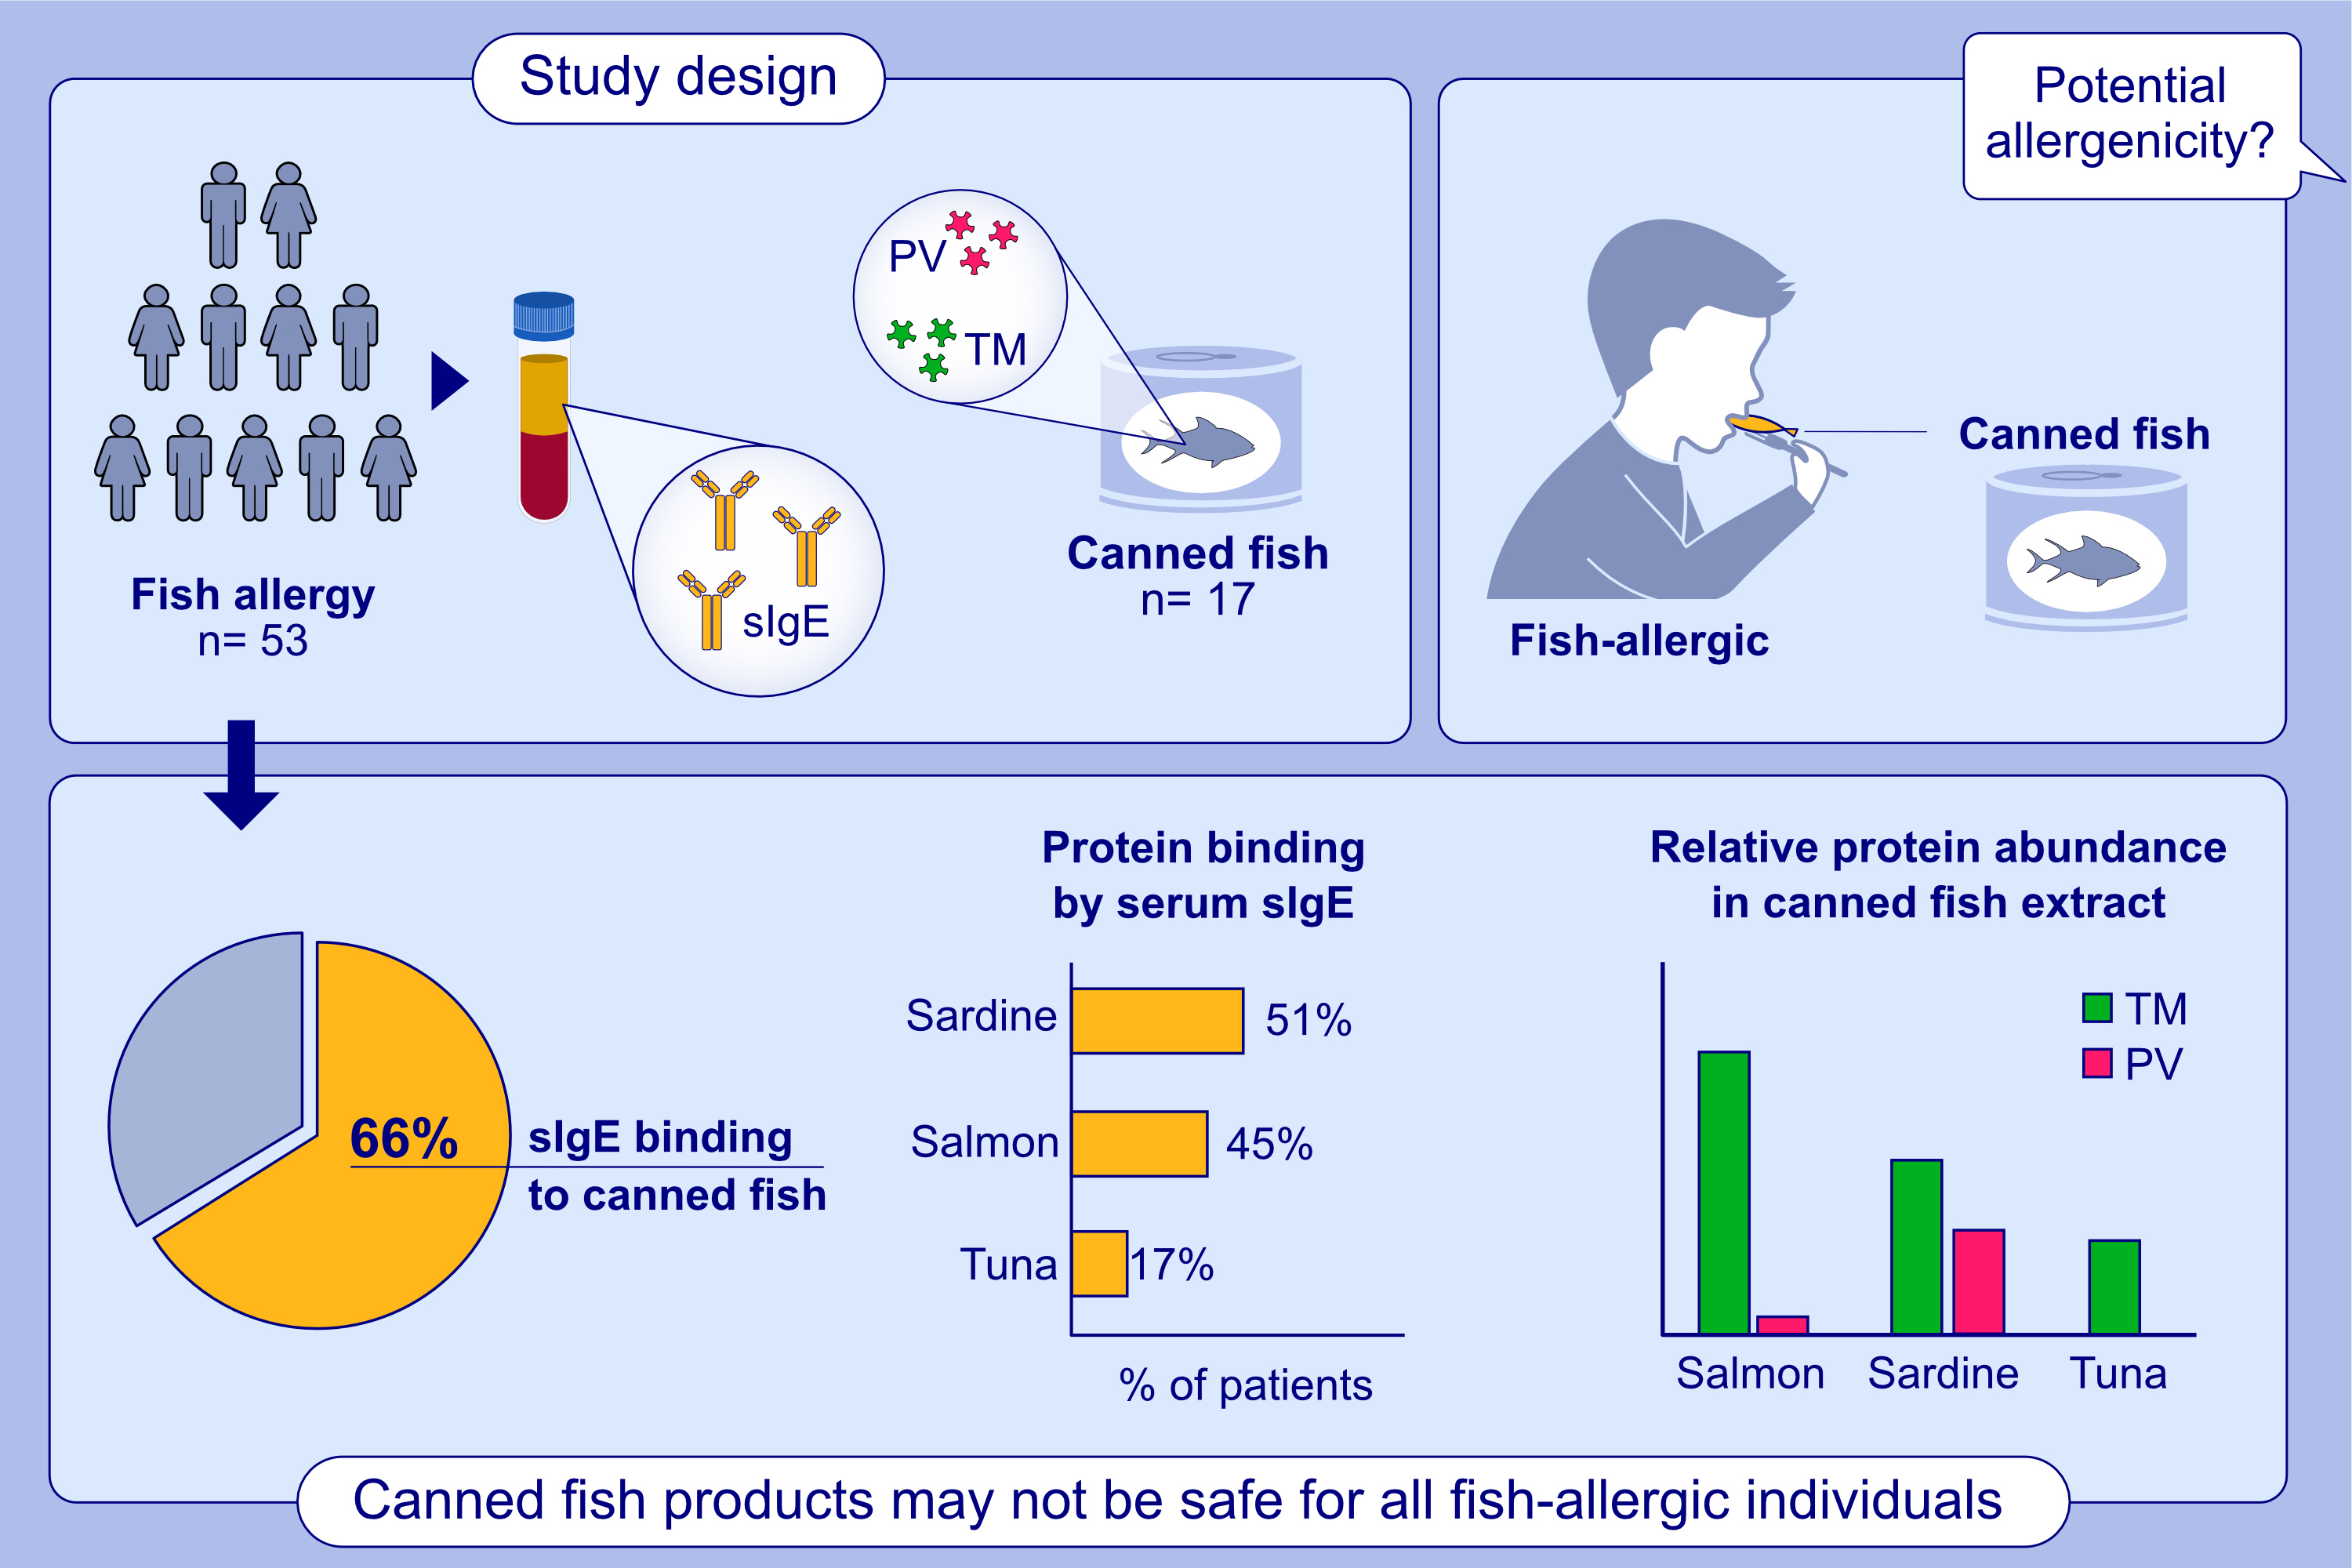 Study design
Potential
allergenicity?
PV
TM
sIgE
Fish allergy
n= 53
Canned fish
n= 17
Canned fish
Fish-allergic
66%
sIgE binding
to canned fish
Protein binding
by serum sIgE
Sardine
51%
Salmon
45%
Tuna
17%
% of patients
Relative protein abundance
in canned fish extract
TM
PV
Salmon
Sardine
Tuna
Canned fish products may not be safe for all fish-allergic individuals